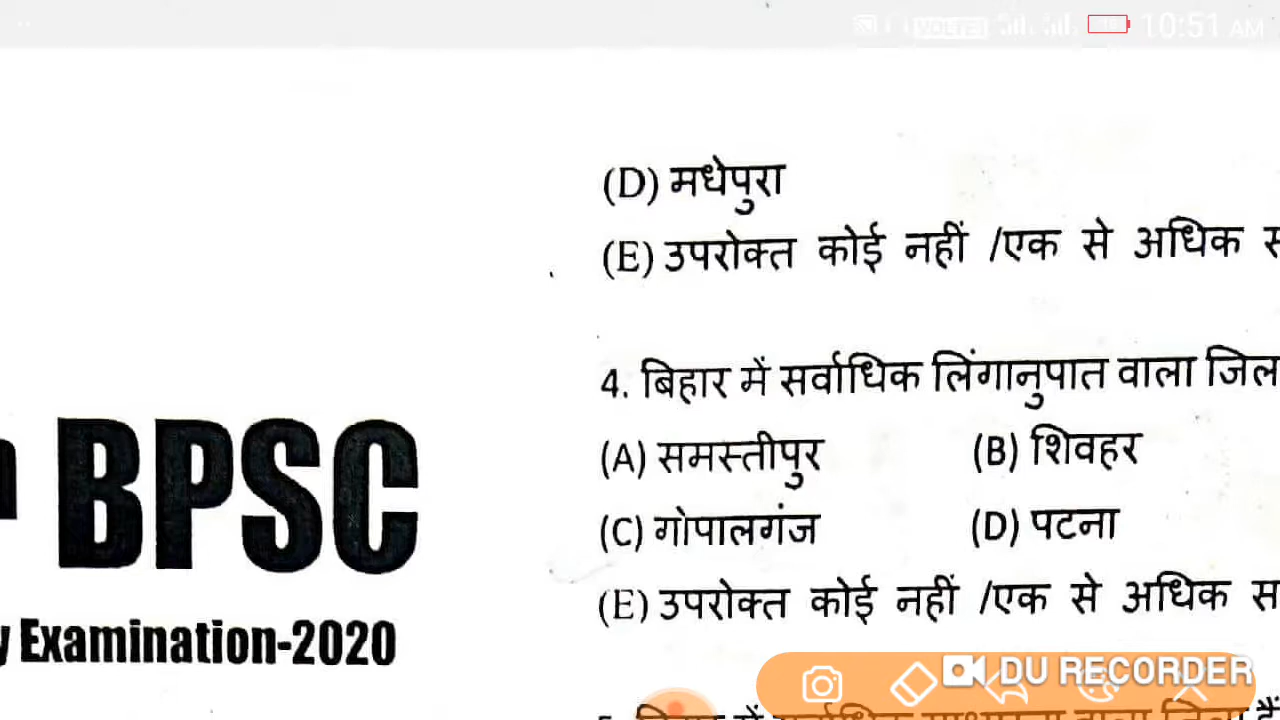 VOLTE 10:51 AM
(D) मधेपुरा
(E) उपरोक्त कोई नहीं /एक से अधिक
4. बिहार में सर्वाधिक लिंगानुपात वाला
(A) समस्तीपुर (B) शिवहर
(C) गोपालगंज (D) पटना
(E) उपरोक्त कोई नहीं /एक से अधिक
BPSC
Examination-2020
DU RECORDER